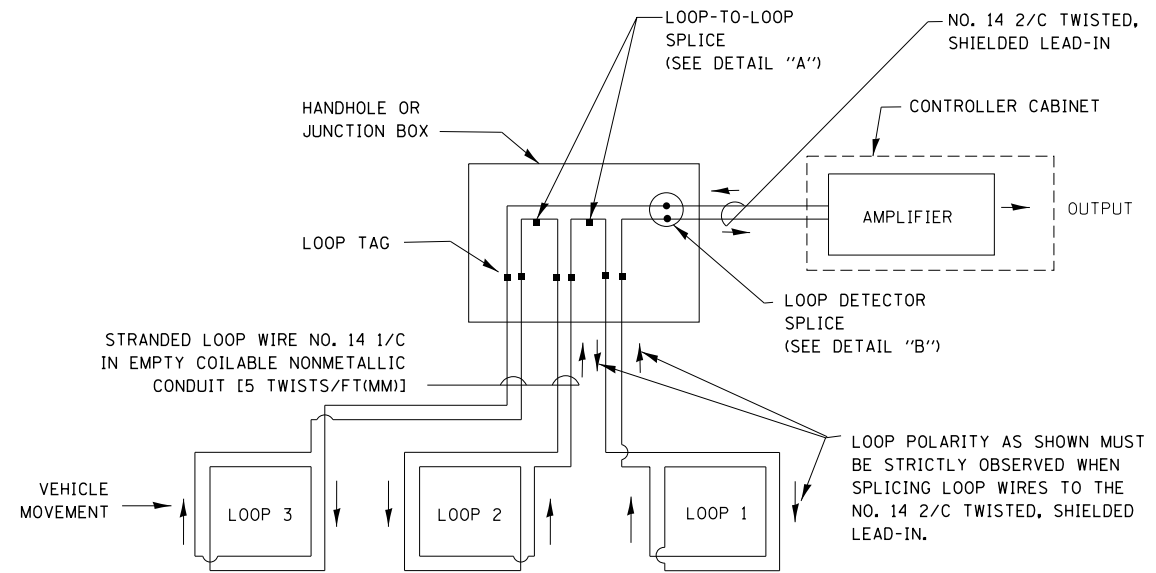 LOOP-TO-LOOP
SPLICE
(SEE DETAIL "A")
NO. 14 2/C TWISTED,
SHIELDED LEAD-IN
HANDHOLE OR
JUNCTION BOX
CONTROLLER CABINET
AMPLIFIER
OUTPUT
LOOP TAG
LOOP DETECTOR
SPLICE
(SEE DETAIL "B")
STRANDED LOOP WIRE NO. 14 1/C
IN EMPTY COILABLE NONMETALLIC
CONDUIT [5 TWISTS/FT(MM)]
LOOP POLARITY AS SHOWN MUST
BE STRICTLY OBSERVED WHEN
SPLICING LOOP WIRES TO THE
NO. 14 2/C TWISTED, SHIELDED
LEAD-IN.
VEHICLE
MOVEMENT
LOOP 3
LOOP 2
LOOP 1